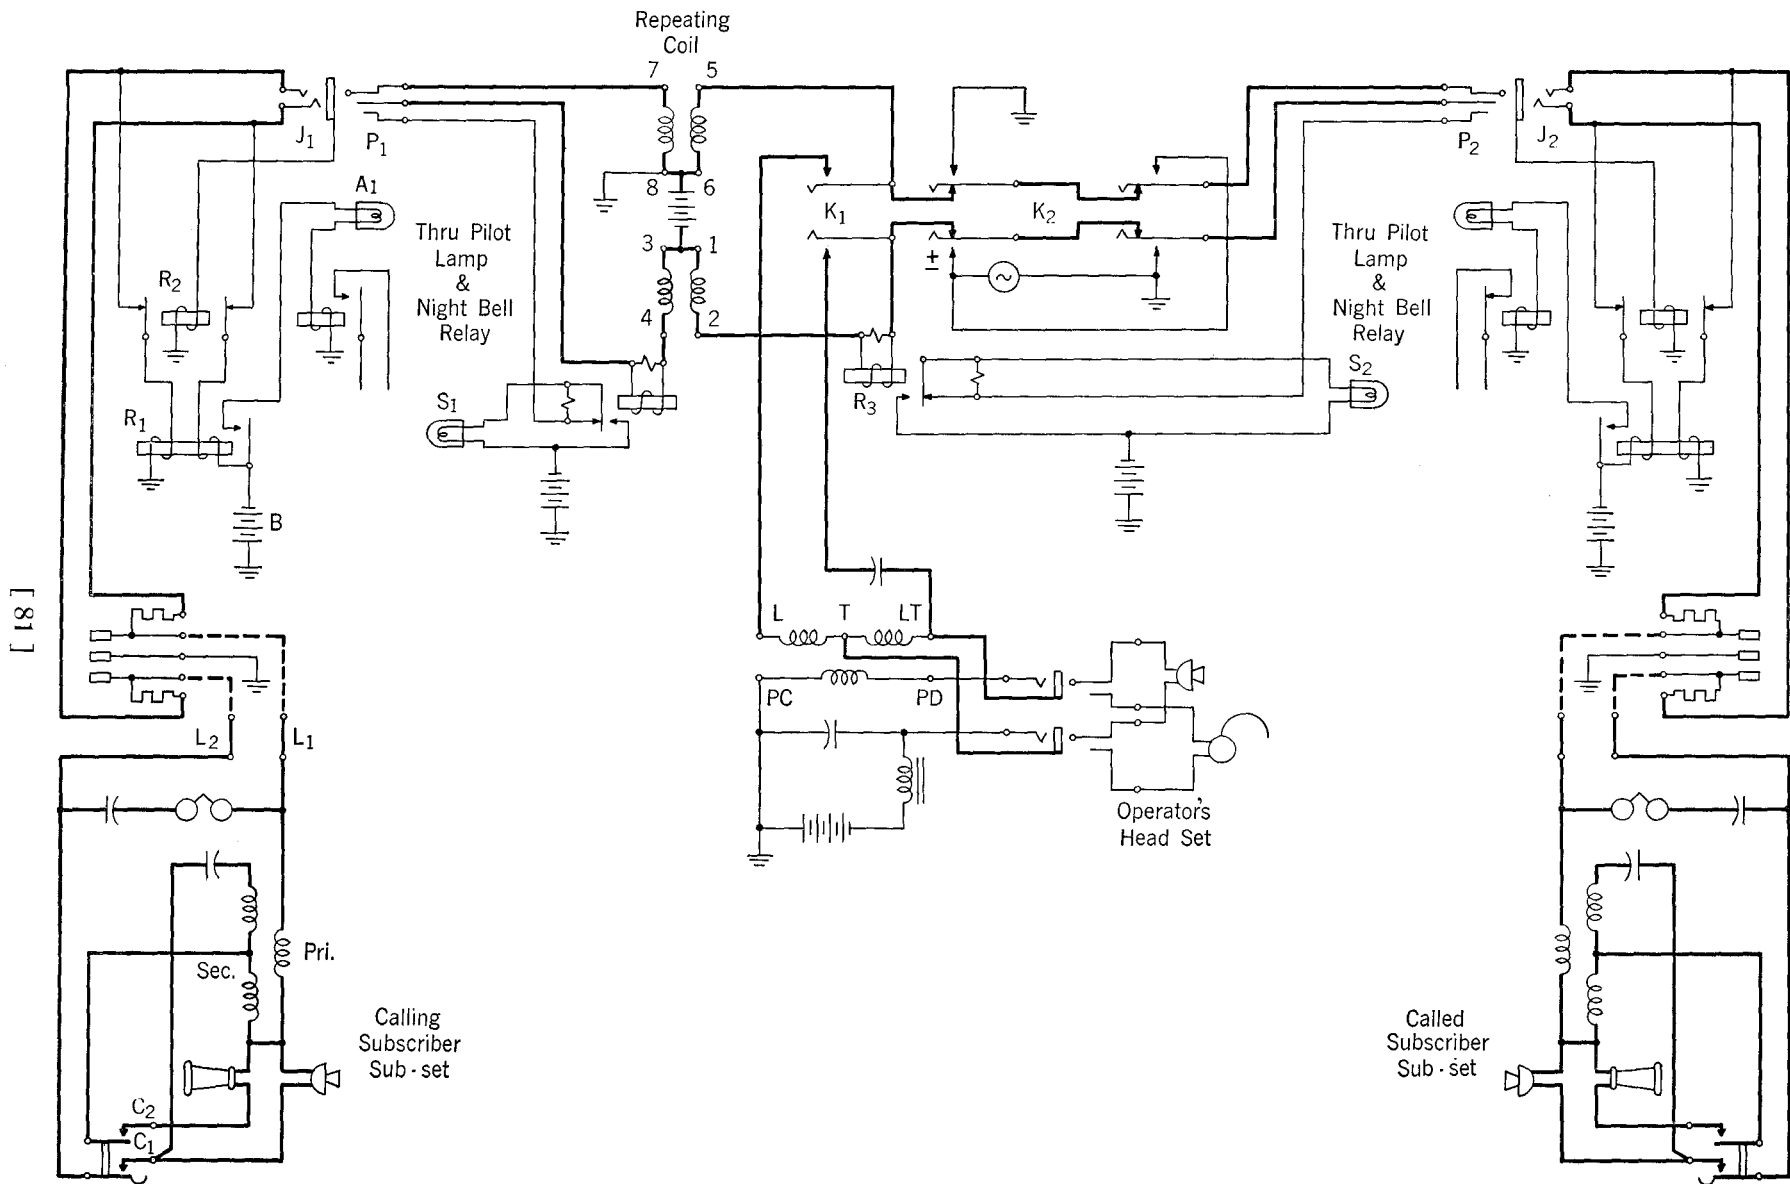 Repeating
Coil
7
5
J1
P1
P2
J2
A1
8
6
K1
K2
Thru Pilot
Lamp
&
Night Bell
Relay
3
1
±
Thru Pilot
Lamp
&
Night Bell
Relay
R2
4
2
S1
R3
S2
R1
B
[ 81 ]
L
T
LT
PC
PD
L2
L1
Operator's
Head Set
Pri.
Sec.
Calling
Subscriber
Sub-set
Called
Subscriber
Sub-set
C2
C1